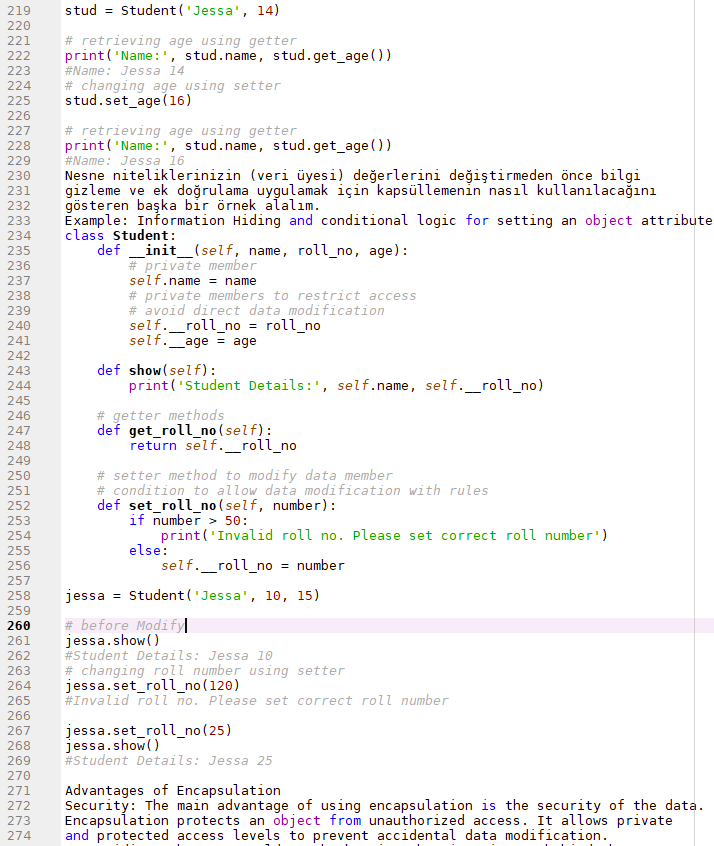 219 stud = Student('Jessa', 14)
220
221 # retrieving age using getter
222 print('Name:', stud.name, stud.get_age())
223 #Name: Jessa 14
224 # changing age using setter
225 stud.set_age(16)
226
227 # retrieving age using getter
228 print('Name:', stud.name, stud.get_age())
229 #Name: Jessa 16
230 Nesne niteliklerinizin (veri üyesi) değerlerini değiştirmeden önce bilgi
231 gizleme ve ek doğrulama uygulamak için kapsüllemenin nasıl kullanılacağını
232 gösteren başka bir örnek alalım.
233 Example: Information Hiding and conditional logic for setting an object attribute
234 class Student:
235     def __init__(self, name, roll_no, age):
236         # private member
237         self.name = name
238         # private members to restrict access
239         # avoid direct data modification
240         self.__roll_no = roll_no
241         self.__age = age
242
243     def show(self):
244         print('Student Details:', self.name, self.__roll_no)
245
246     # getter methods
247     def get_roll_no(self):
248         return self.__roll_no
249
250     # setter method to modify data member
251     # condition to allow data modification with rules
252     def set_roll_no(self, number):
253         if number > 50:
254             print('Invalid roll no. Please set correct roll number')
255         else:
256             self.__roll_no = number
257
258 jessa = Student('Jessa', 10, 15)
259
260 # before Modify
261 jessa.show()
262 #Student Details: Jessa 10
263 # changing roll number using setter
264 jessa.set_roll_no(120)
265 #Invalid roll no. Please set correct roll number
266
267 jessa.set_roll_no(25)
268 jessa.show()
269 #Student Details: Jessa 25
270
271 Advantages of Encapsulation
272 Security: The main advantage of using encapsulation is the security of the data.
273 Encapsulation protects an object from unauthorized access. It allows private
274 and protected access levels to prevent accidental data modification.